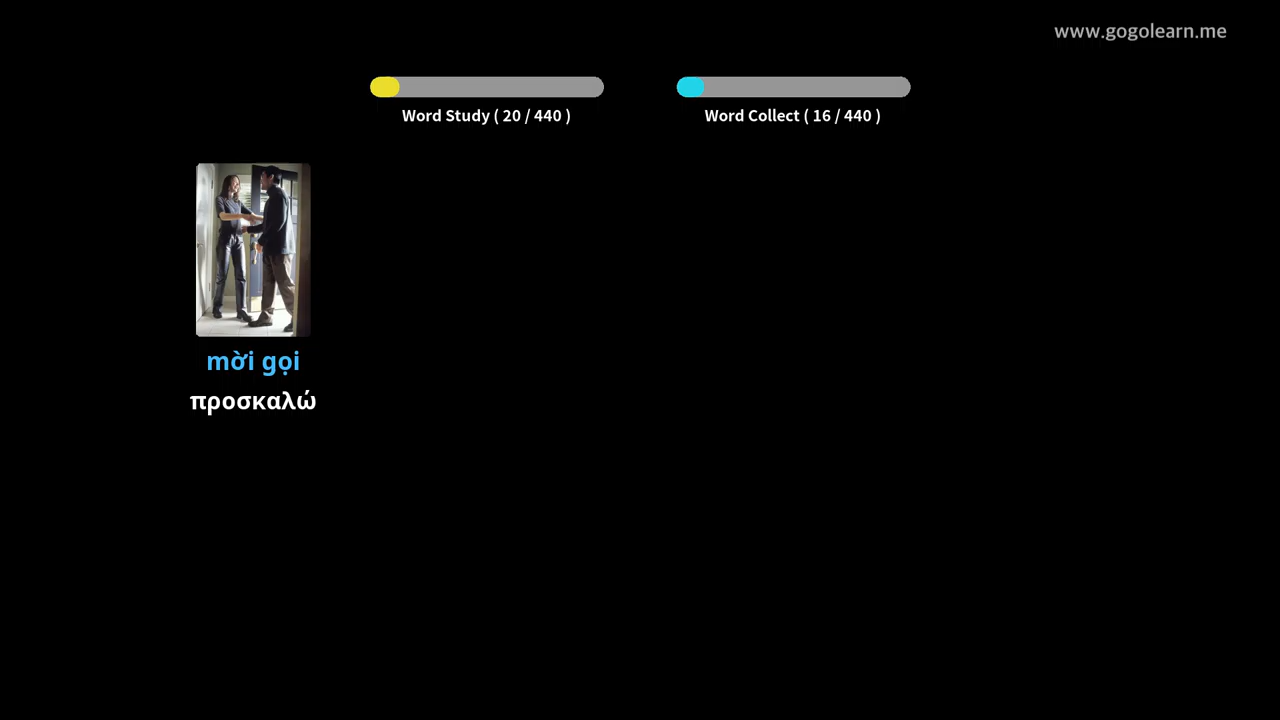 www.gogolearn.me
Word Study ( 20 / 440 )
Word Collect ( 16 / 440 )
mời gọi
προσκαλώ